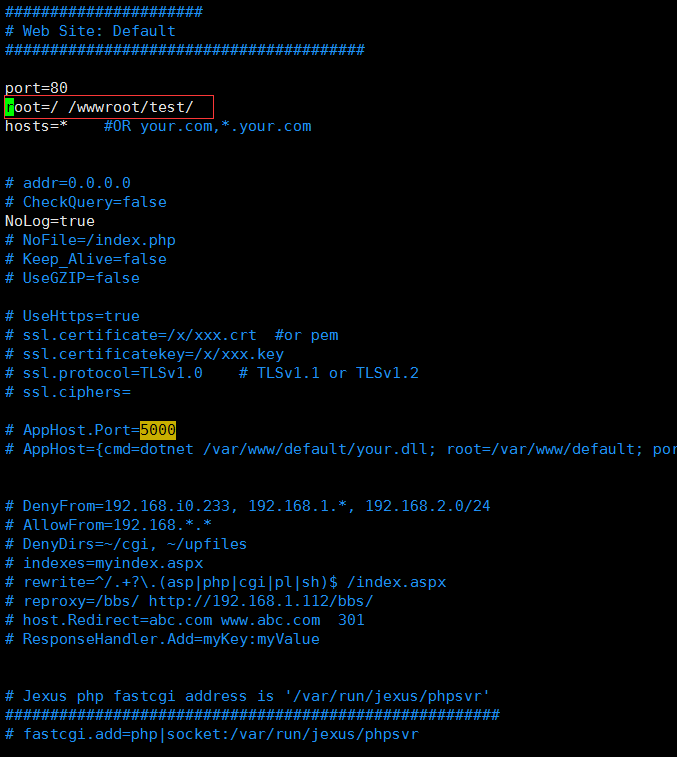 ######################
# Web Site: Default
########################################
port=80
root=/ /wwwroot/test/
hosts=*    #OR your.com,*.your.com
# addr=0.0.0.0
# CheckQuery=false
NoLog=true
# NoFile=/index.php
# Keep_Alive=false
# UseGZIP=false
# UseHttps=true
# ssl.certificate=/x/xxx.crt  #or pem
# ssl.certificatekey=/x/xxx.key
# ssl.protocol=TLSv1.0    # TLSv1.1 or TLSv1.2
# ssl.ciphers=
# AppHost.Port=5000
# AppHost={cmd=dotnet /var/www/default/your.dll; root=/var/www/default; por
# DenyFrom=192.168.i0.233, 192.168.1.*, 192.168.2.0/24
# AllowFrom=192.168.*.*
# DenyDirs=~/cgi, ~/upfiles
# indexes=myindex.aspx
# rewrite=^/.+?\.(asp|php|cgi|pl|sh)$ /index.aspx
# reproxy=/bbs/ http://192.168.1.112/bbs/
# host.Redirect=abc.com www.abc.com  301
# ResponseHandler.Add=myKey:myValue
# Jexus php fastcgi address is '/var/run/jexus/phpsvr'
#######################################################
# fastcgi.add=php|socket:/var/run/jexus/phpsvr